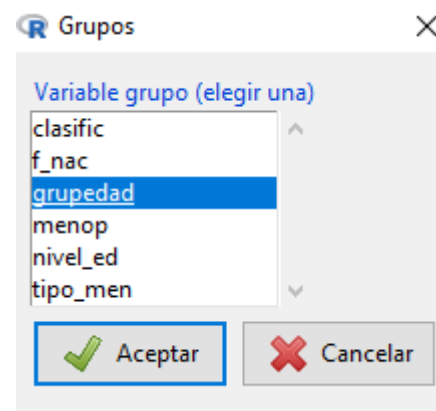 Grupos
Variable grupo (elegir una)
clasific
f_nac
grupedad
menop
nivel_ed
tipo_men
Aceptar
Cancelar